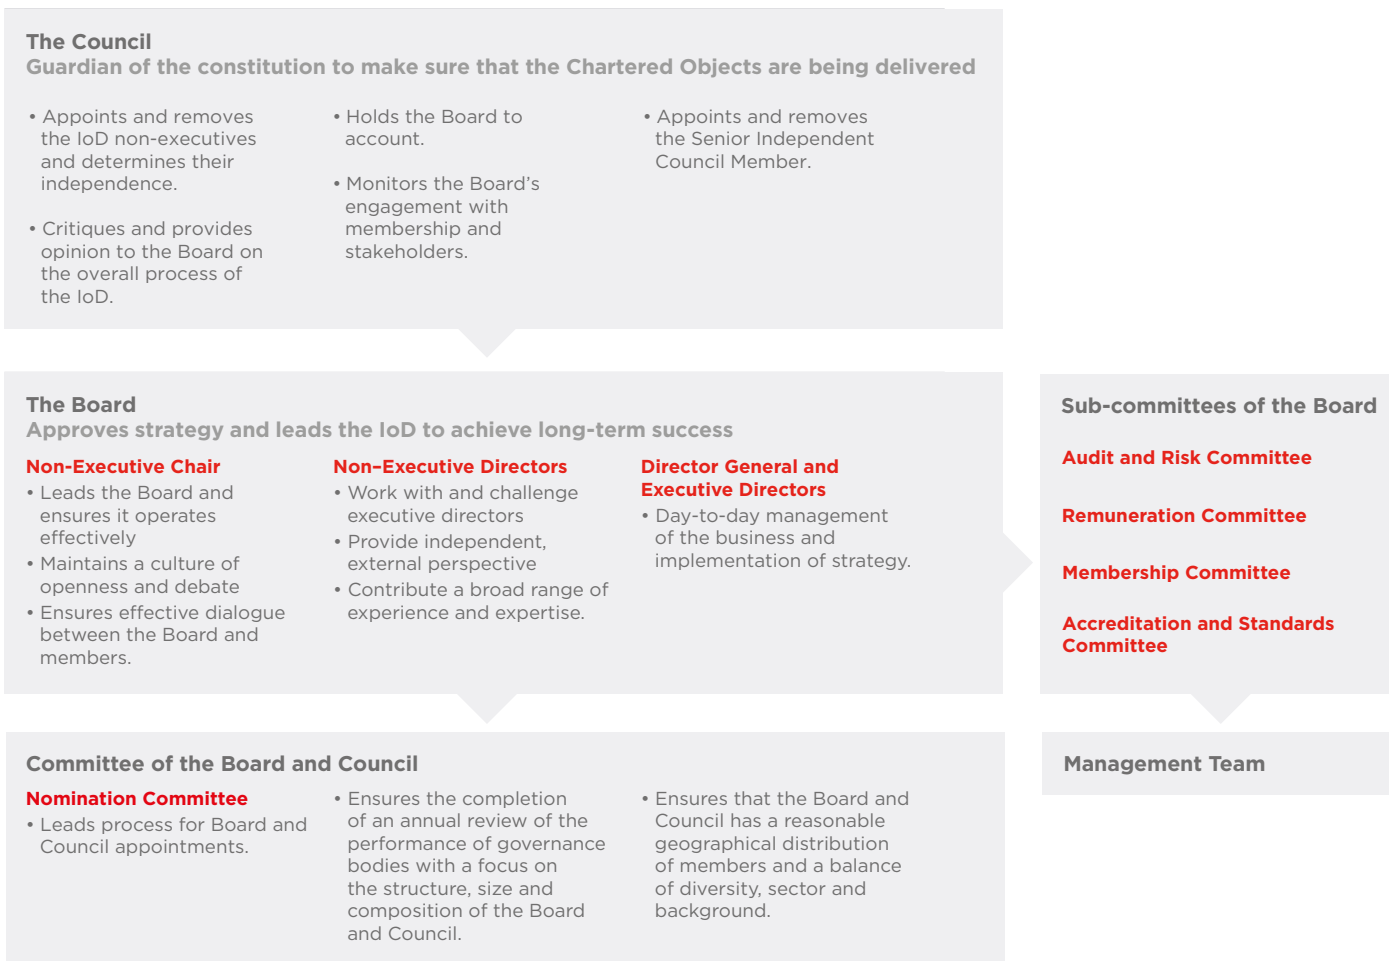 The Council
Guardian of the constitution to make sure that the Chartered Objects are being delivered
• Appoints and removes
the IoD non-executives
and determines their
independence.
• Critiques and provides
opinion to the Board on
the overall process of
the IoD.
• Holds the Board to
account.
• Monitors the Board’s
engagement with
membership and
stakeholders.
• Appoints and removes
the Senior Independent
Council Member.
The Board
Approves strategy and leads the IoD to achieve long-term success
Non-Executive Chair
• Leads the Board and
ensures it operates
effectively
• Maintains a culture of
openness and debate
• Ensures effective dialogue
between the Board and
members.
Non–Executive Directors
• Work with and challenge
executive directors
• Provide independent,
external perspective
• Contribute a broad range of
experience and expertise.
Director General and
Executive Directors
• Day-to-day management
of the business and
implementation of strategy.
Sub-committees of the Board
Audit and Risk Committee
Remuneration Committee
Membership Committee
Accreditation and Standards
Committee
Committee of the Board and Council
Nomination Committee
• Leads process for Board and
Council appointments.
• Ensures the completion
of an annual review of the
performance of governance
bodies with a focus on
the structure, size and
composition of the Board
and Council.
• Ensures that the Board and
Council has a reasonable
geographical distribution
of members and a balance
of diversity, sector and
background.
Management Team